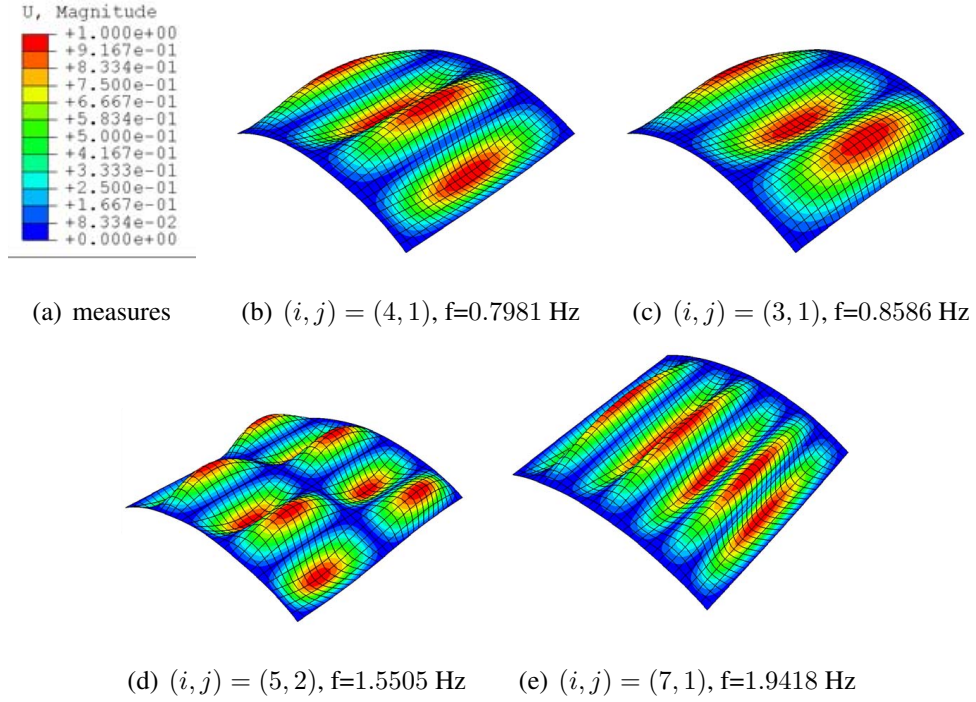 U, Magnitude
+1.000e+00
+9.167e-01
+8.334e-01
+7.500e-01
+6.667e-01
+5.834e-01
+5.000e-01
+4.167e-01
+3.333e-01
+2.500e-01
+1.667e-01
+8.334e-02
+0.000e+00
(a) measures
(b) (i, j) = (4, 1), f=0.7981 Hz
(c) (i, j) = (3, 1), f=0.8586 Hz
(d) (i, j) = (5, 2), f=1.5505 Hz
(e) (i, j) = (7, 1), f=1.9418 Hz